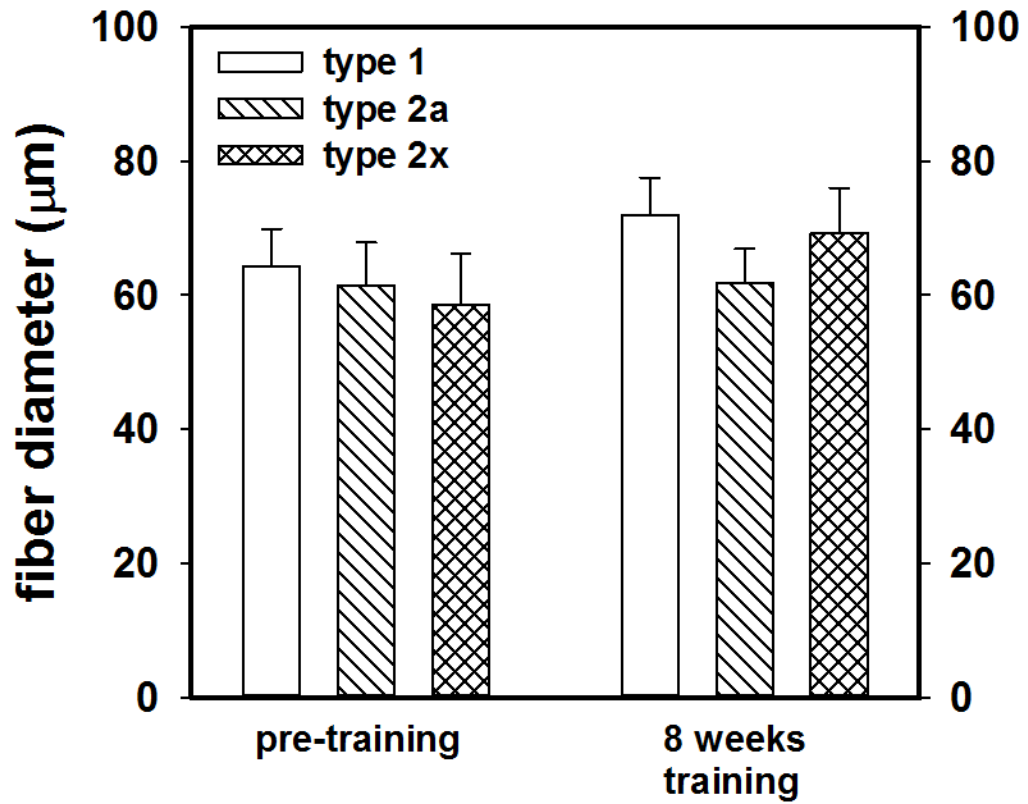 fiber diameter (μm)
100
80
60
40
20
0
type 1
type 2a
type 2x
100
80
60
40
20
0
pre-training
8 weeks
training